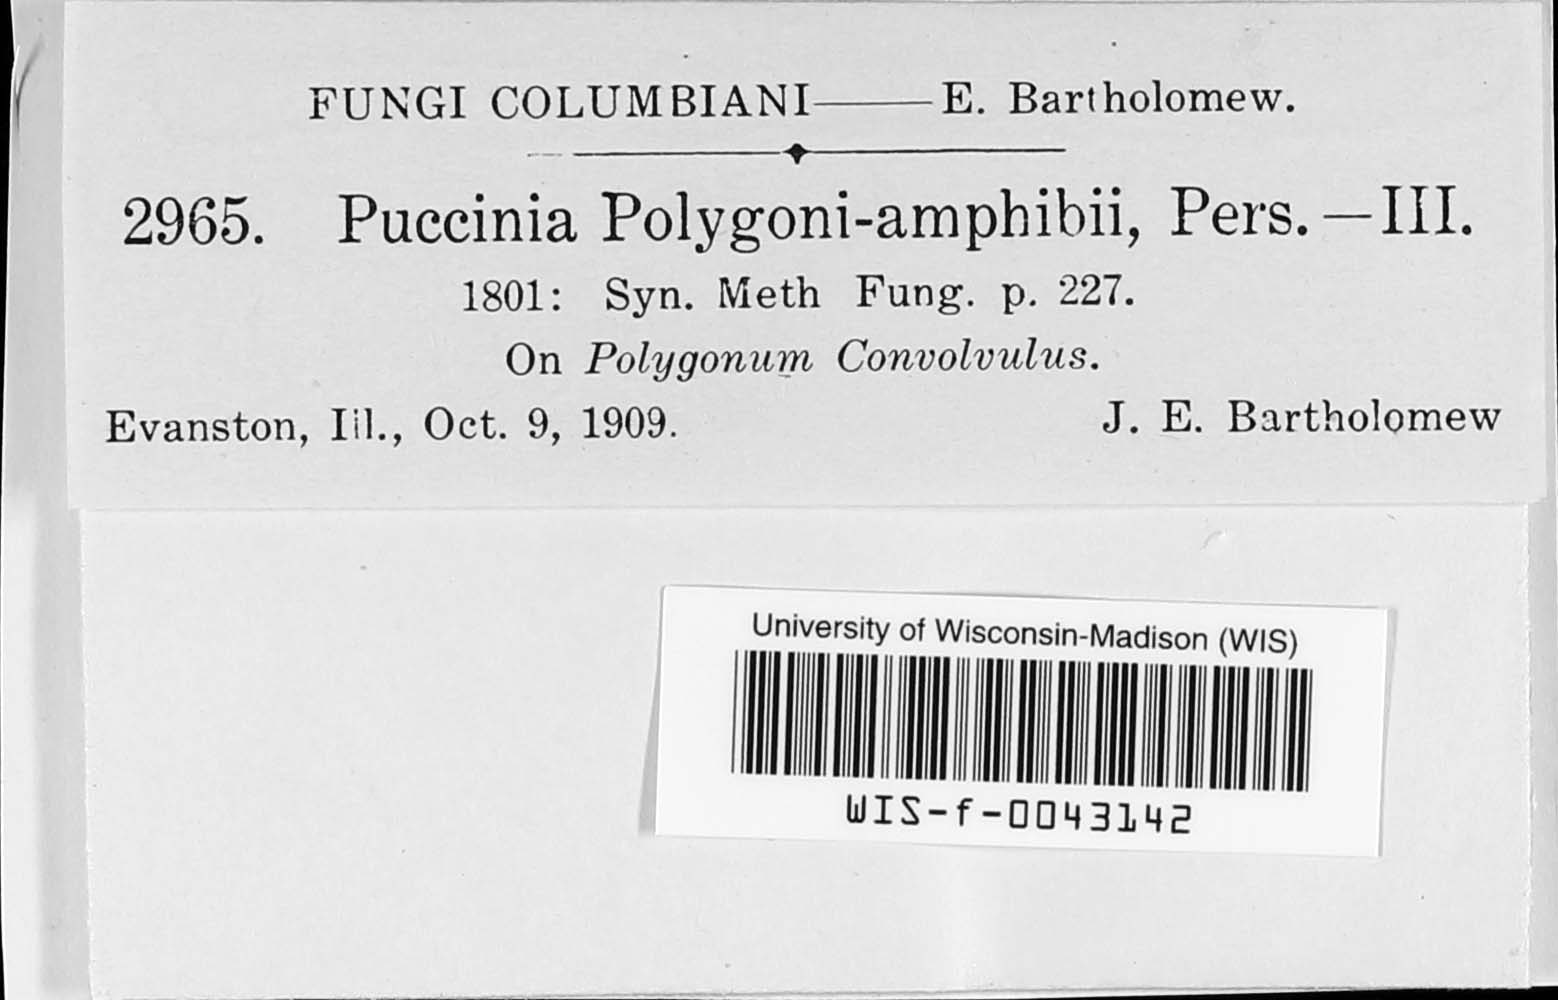 FUNGI COLUMBIANI—E. Bartholomew.
2965. Puccinia Polygoni-amphibii, Pers.—III.
1801: Syn. Meth Fung. p. 227.
On Polygonum Convolvulus.
Evanston, Ill., Oct. 9, 1909. J. E. Bartholomew
University of Wisconsin-Madison (WIS)
WIS-f-0043142